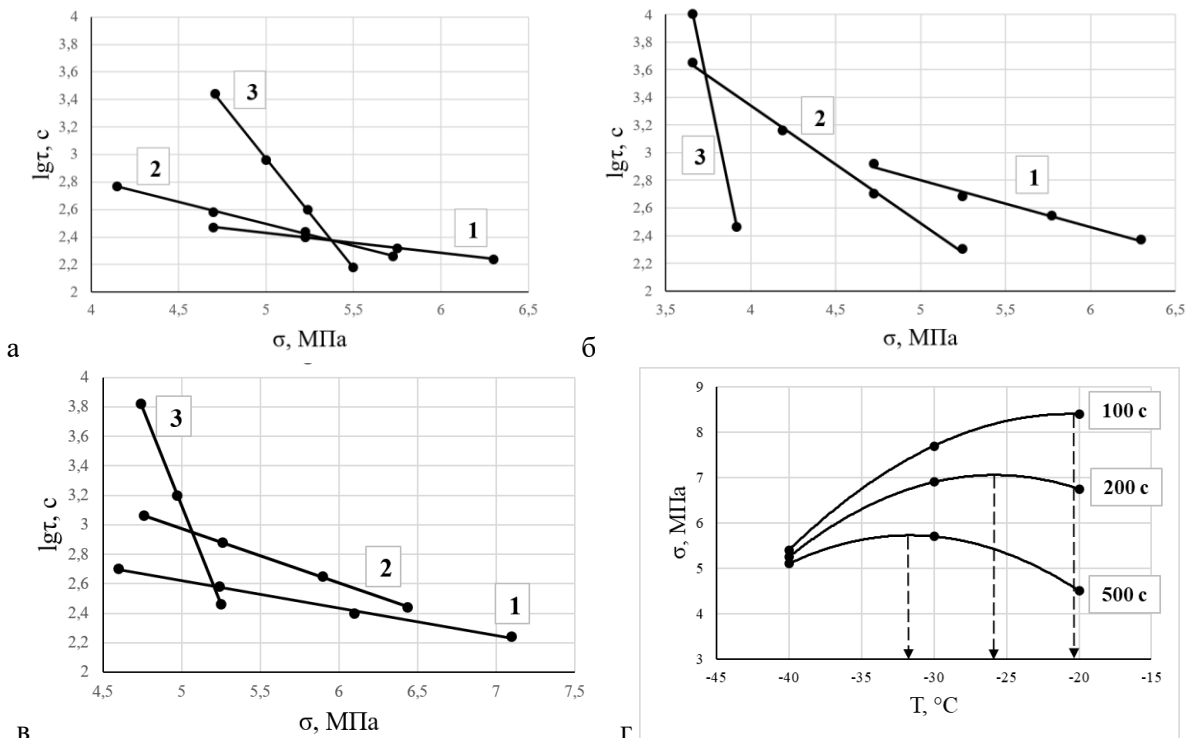 4
3,8
3,6
3,4
3,2
3
2,8
2,6
2,4
2,2
2
lgτ, с
3
2
1
4 4,5 5 5,5 6 6,5
σ, МПа
а
4
3,8
3,6
3,4
3,2
3
2,8
2,6
2,4
2,2
2
lgτ, с
2
3
1
3,5 4 4,5 5 5,5 6 6,5
σ, МПа
б
4
3,8
3,6
3,4
3,2
3
2,8
2,6
2,4
2,2
2
lgτ, с
3
2
1
4,5 5 5,5 6 6,5 7 7,5
σ, МПа
в
9
8
7
6
5
4
3
σ, МПа
100 с
200 с
500 с
-45 -40 -35 -30 -25 -20 -15
T, °C
г